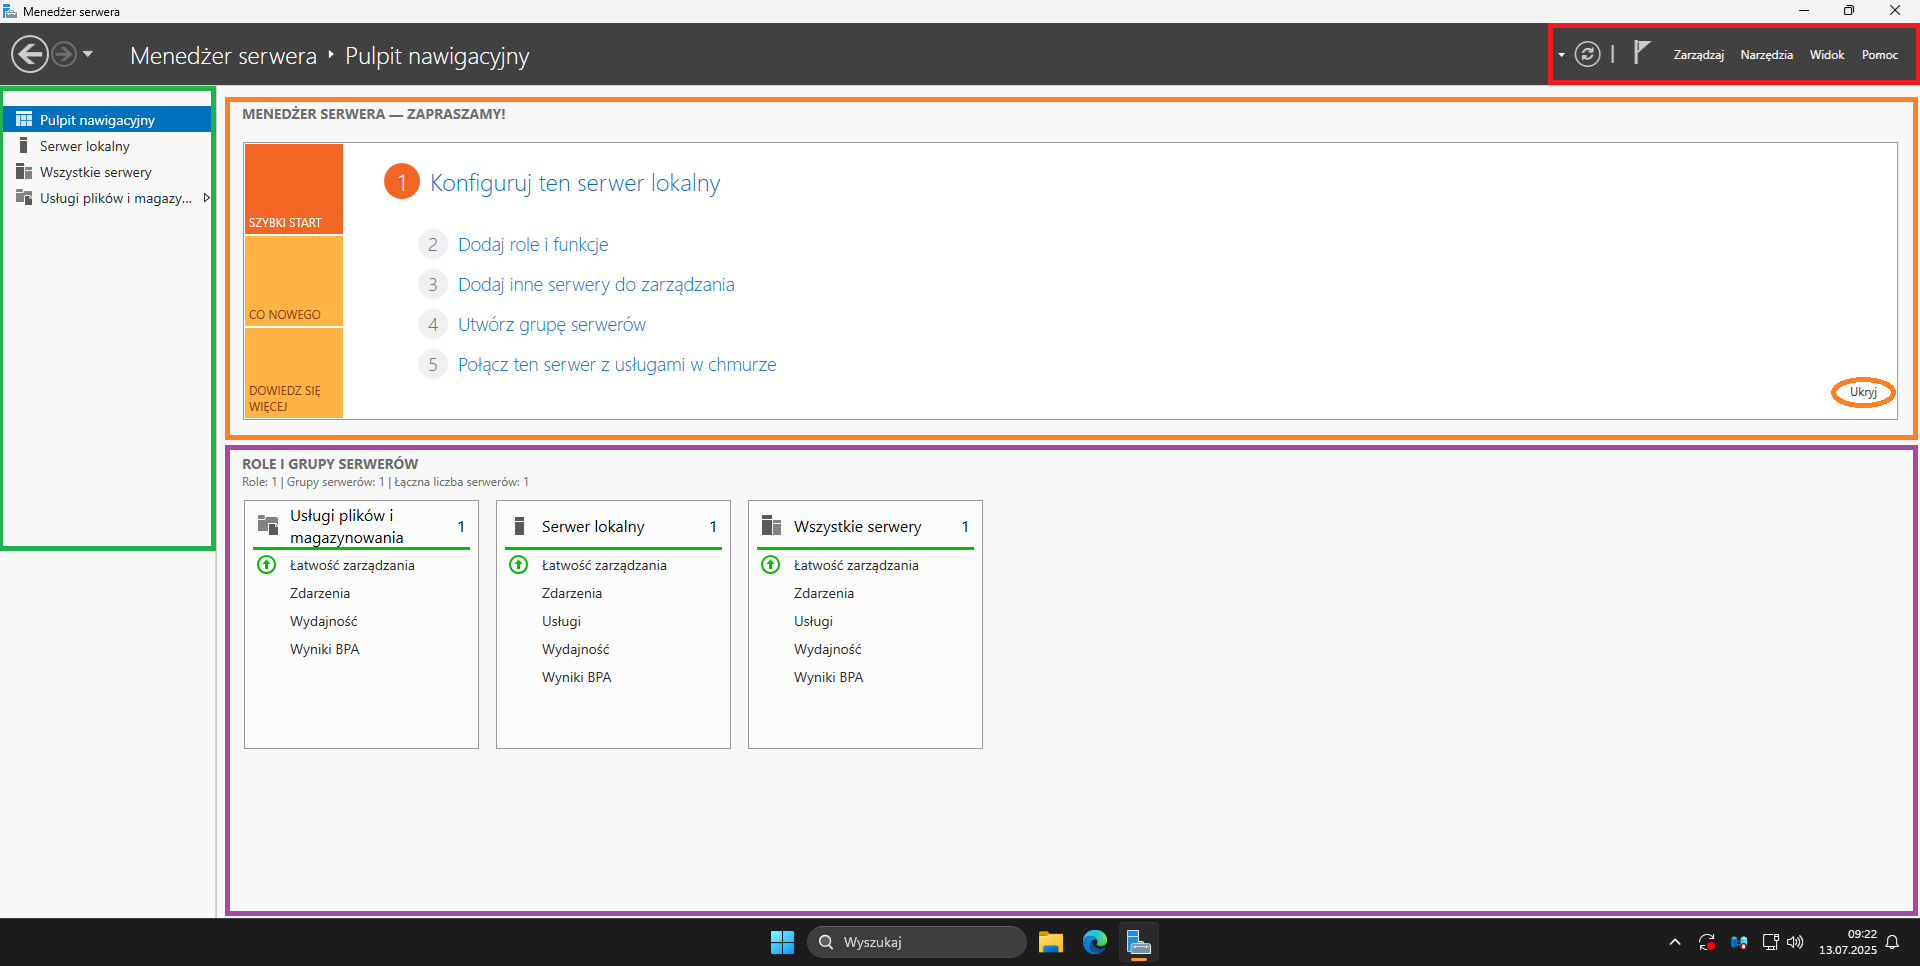 Menedżer serwera
Menedżer serwera ‣ Pulpit nawigacyjny
Zarządzaj Narzędzia Widok Pomoc
Pulpit nawigacyjny
Serwer lokalny
Wszystkie serwery
Usługi plików i magazy...
MENEDŻER SERWERA — ZAPRASZAMY!
SZYBKI START
CO NOWEGO
DOWIEDZ SIĘ
WIĘCEJ
1 Konfiguruj ten serwer lokalny
2 Dodaj role i funkcje
3 Dodaj inne serwery do zarządzania
4 Utwórz grupę serwerów
5 Połącz ten serwer z usługami w chmurze
Ukryj
ROLE I GRUPY SERWERÓW
Role: 1 | Grupy serwerów: 1 | Łączna liczba serwerów: 1
Usługi plików i
magazynowania 1
Łatwość zarządzania
Zdarzenia
Wydajność
Wyniki BPA
Serwer lokalny 1
Łatwość zarządzania
Zdarzenia
Usługi
Wydajność
Wyniki BPA
Wszystkie serwery 1
Łatwość zarządzania
Zdarzenia
Usługi
Wydajność
Wyniki BPA
Wyszukaj
09:22
13.07.2025